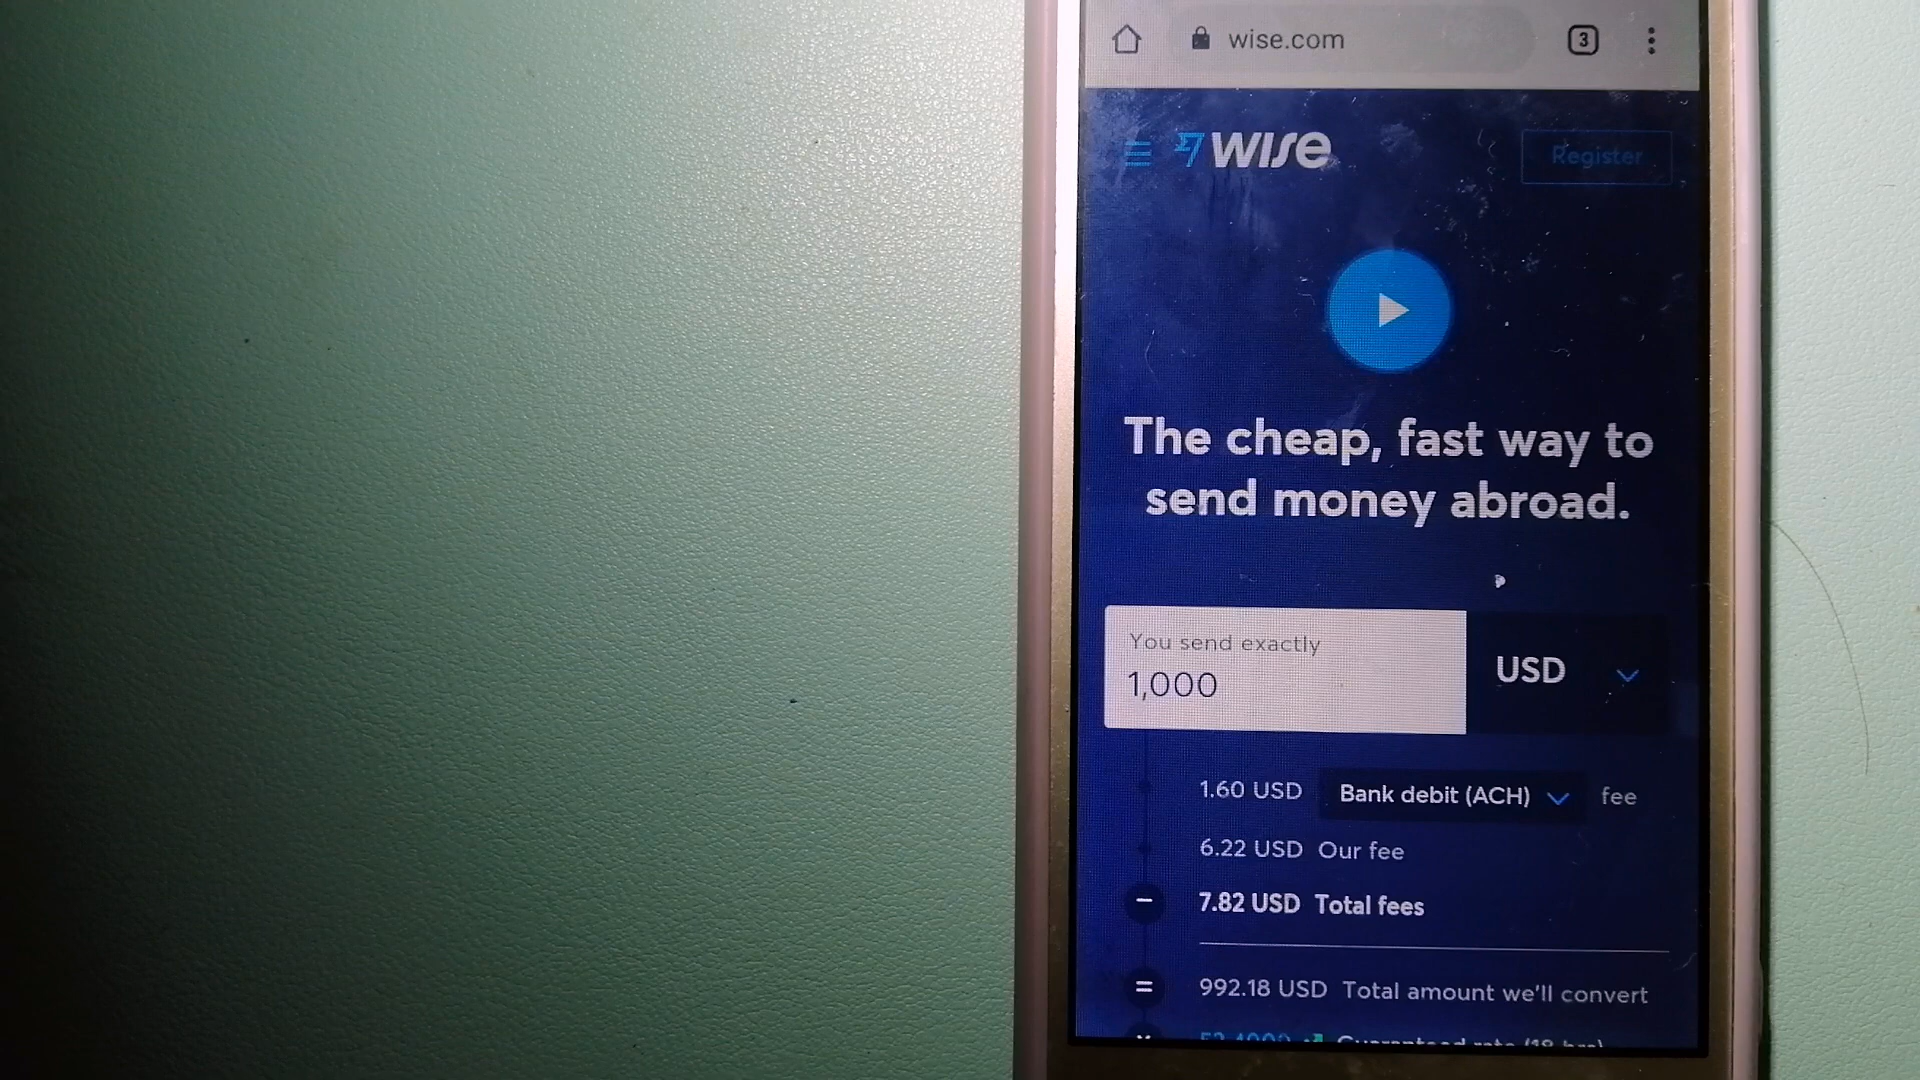 3
wise.com
wise
Register
The cheap, fast way to
send money abroad.
You send exactly
1,000
USD
1.60 USD Bank debit (ACH) fee
6.22 USD Our fee
7.82 USD Total fees
992.18 USD Total amount we'll convert
Guaranteed rate